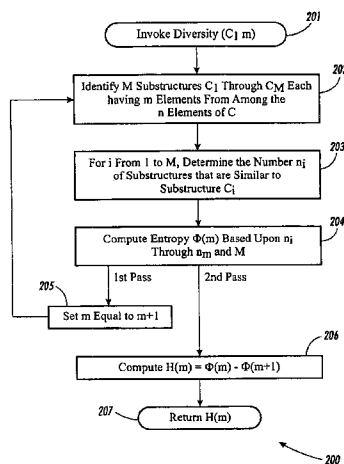 201
Invoke Diversity (C1 m)
202
Identify M Substructures C1 Through CM Each
having m Elements From Among the
n Elements of C
203
For i From 1 to M, Determine the Number ni
of Substructures that are Similar to
Substructure Ci
204
Compute Entropy Φ(m) Based Upon ni
Through nm and M
205
1st Pass
2nd Pass
Set m Equal to m+1
206
Compute H(m) = Φ(m) - Φ(m+1)
207
Return H(m)
200